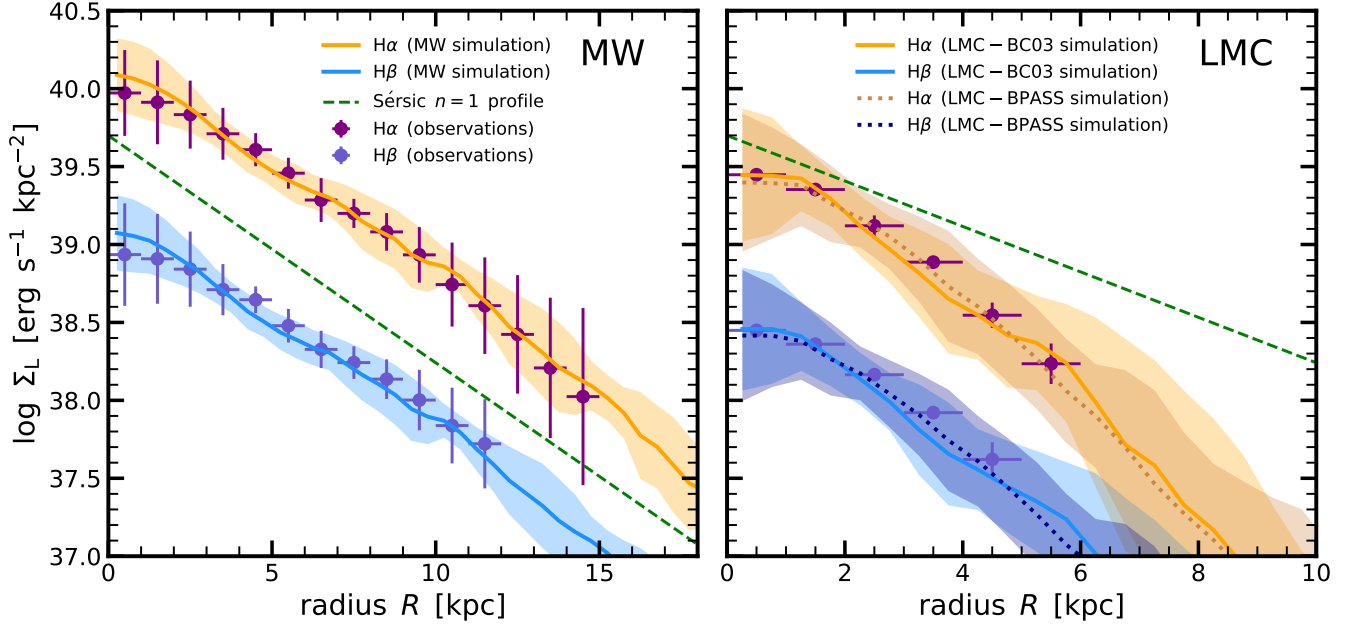 MW
Hα (MW simulation)
Hβ (MW simulation)
Sérsic n = 1 profile
Hα (observations)
Hβ (observations)
LMC
Hα (LMC − BC03 simulation)
Hβ (LMC − BC03 simulation)
Hα (LMC − BPASS simulation)
Hβ (LMC − BPASS simulation)
log Σ_L [erg s⁻¹ kpc⁻²]
40.0
39.5
39.0
38.5
38.0
37.5
37.0
0 5 10 15
radius R [kpc]
0 2 4 6 8 10
radius R [kpc]